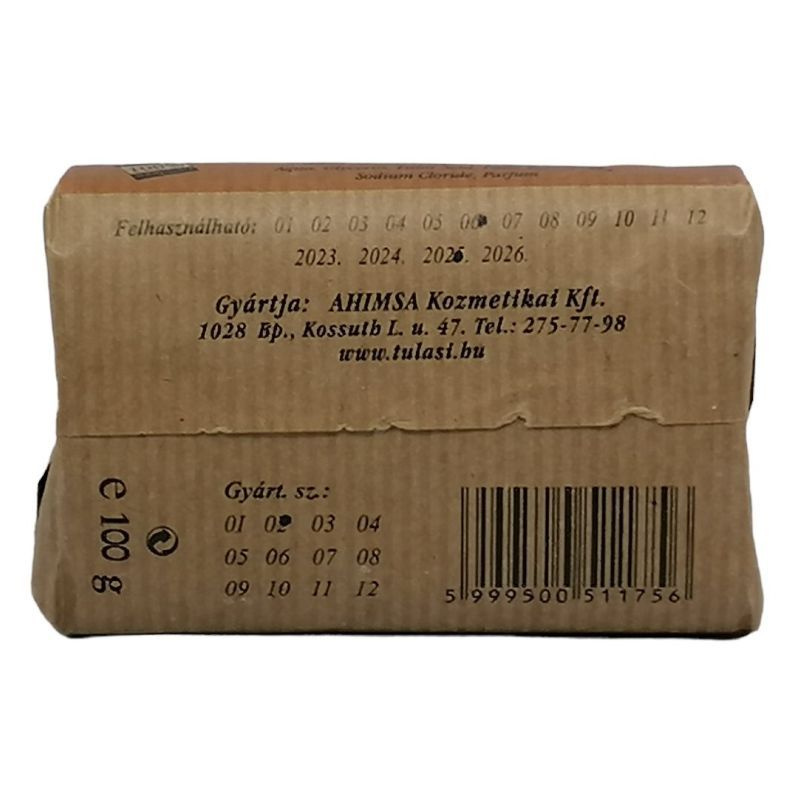 Sodium Cloride, Parfum
Felhasználható: 01 02 03 04 05 06 07 08 09 10 11 12
2023. 2024. 2025. 2026.
Gyártja: AHIMSA Kozmetikai Kft.
1028 Bp., Kossuth L. u. 47. Tel.: 275-77-98
www.tulasi.hu
e 100 g
Gyárt. sz.:
01 02 03 04
05 06 07 08
09 10 11 12
5 999500 511756